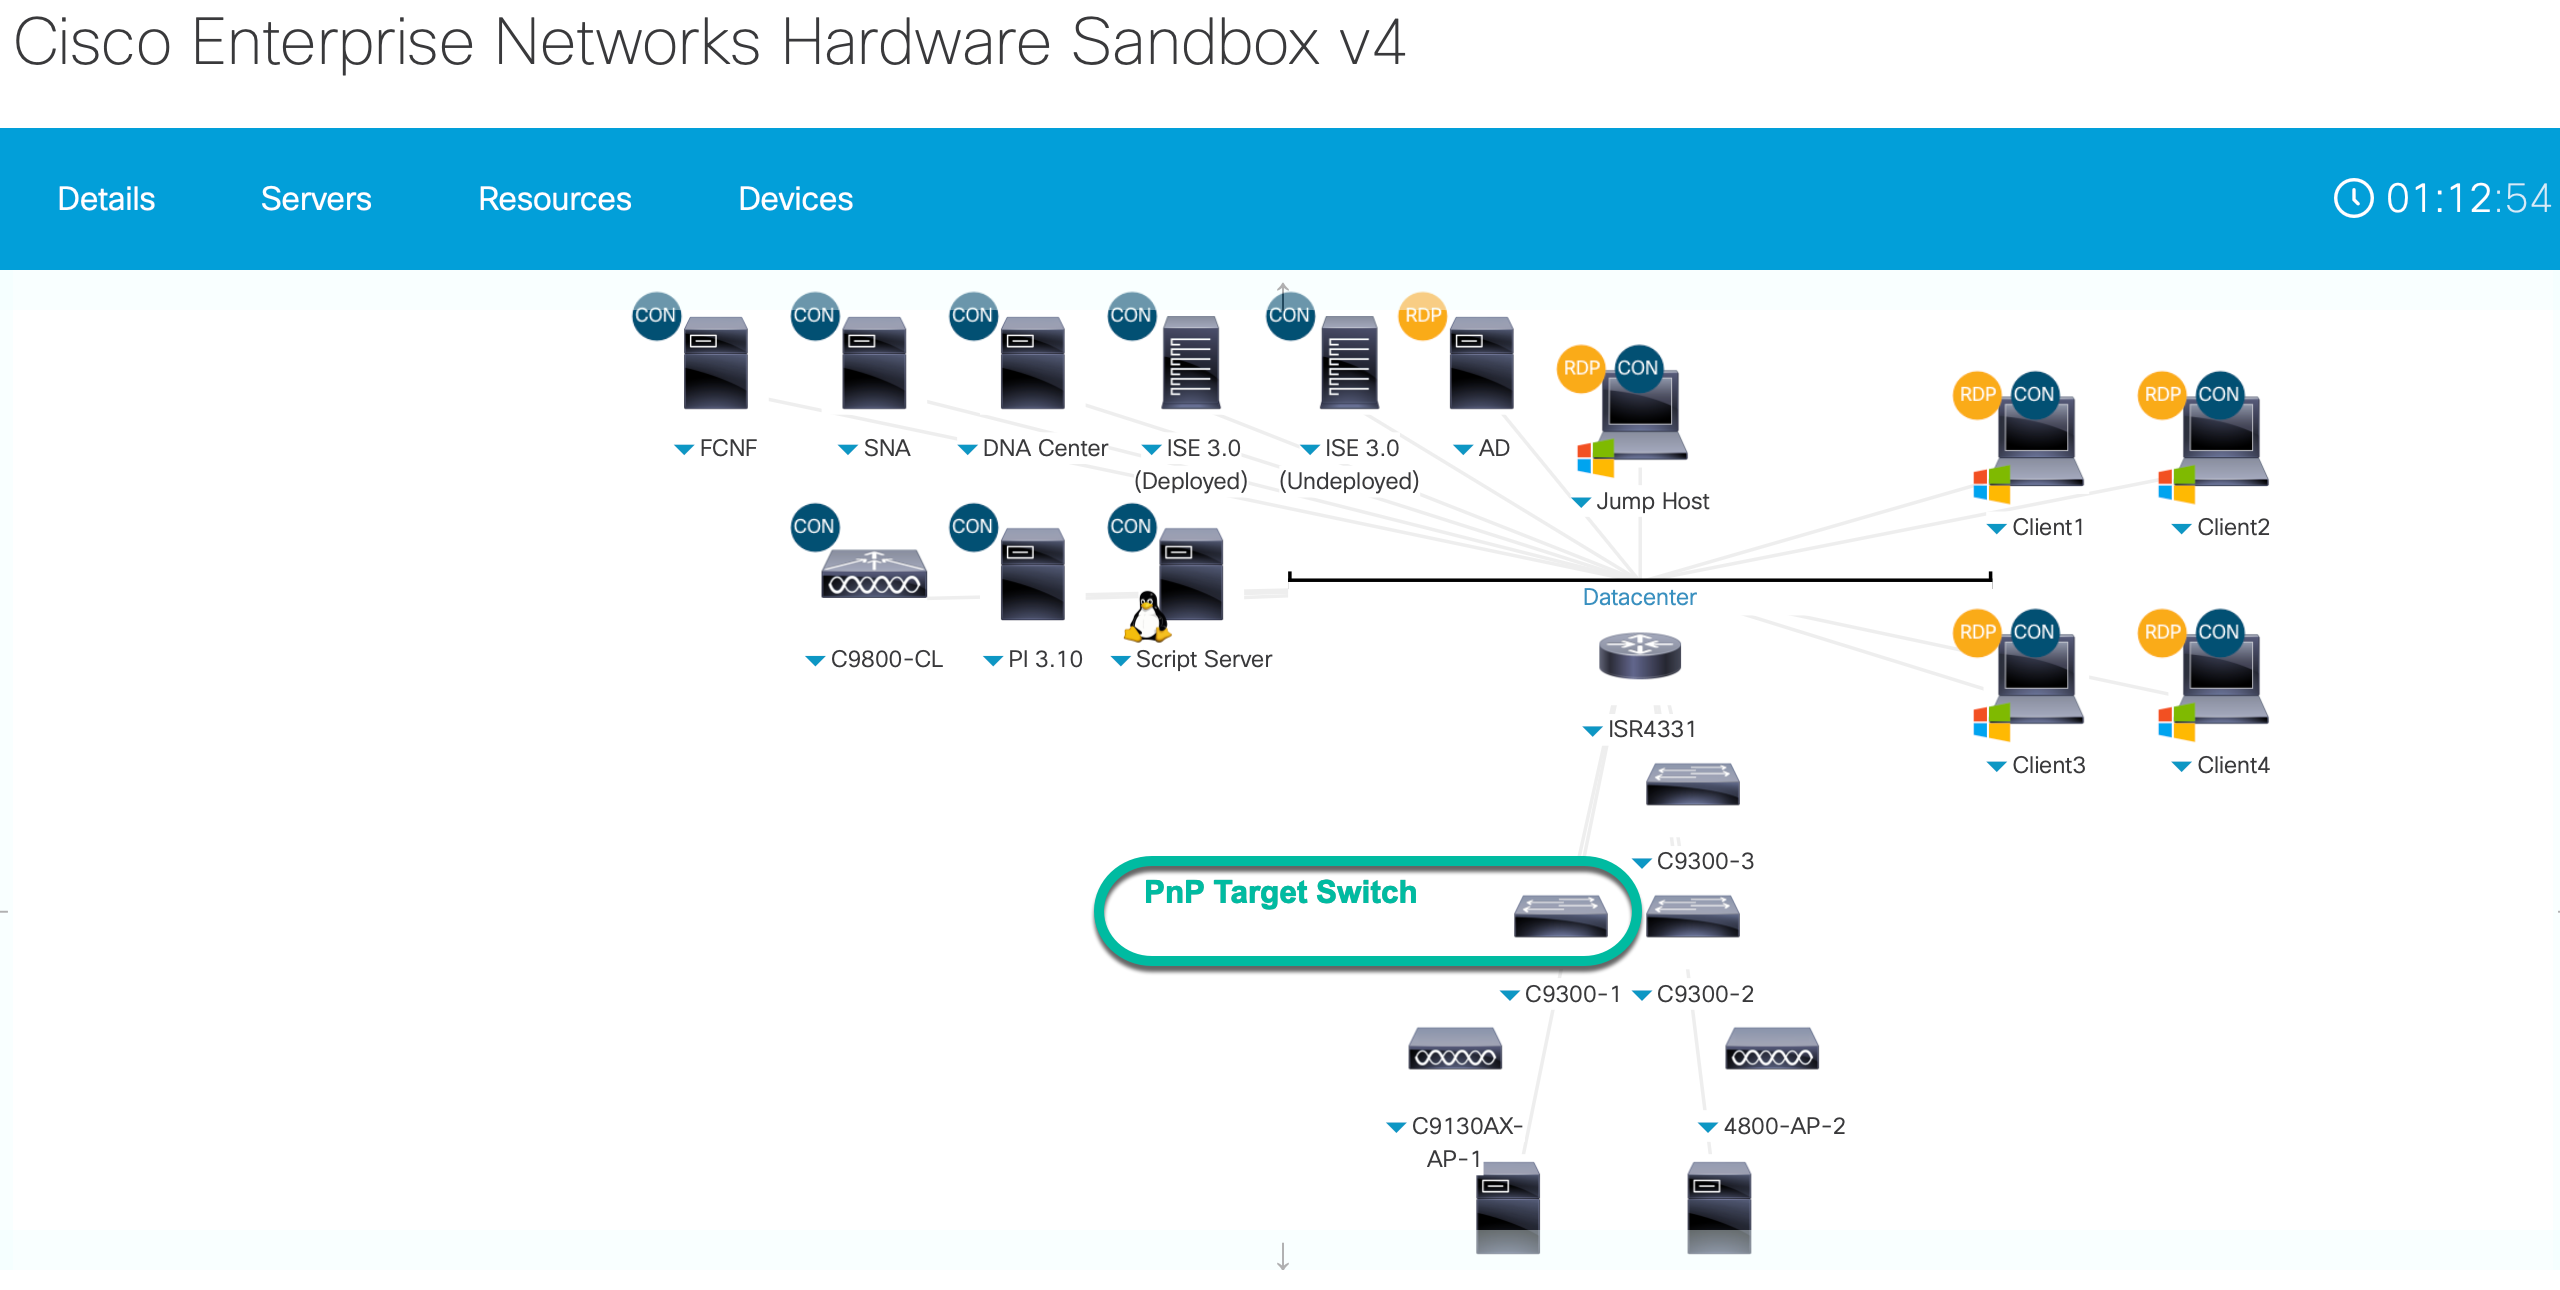 Cisco Enterprise Networks Hardware Sandbox v4
Details Servers Resources Devices 01:12:54
CON CON CON CON CON RDP
FCNF SNA DNA Center ISE 3.0 (Deployed) ISE 3.0 (Undeployed) AD
RDP CON
Jump Host
RDP CON RDP CON
Client1 Client2
CON CON CON
C9800-CL PI 3.10 Script Server
Datacenter
RDP CON RDP CON
Client3 Client4
ISR4331
C9300-3
PnP Target Switch
C9300-1 C9300-2
C9130AX-
AP-1
4800-AP-2